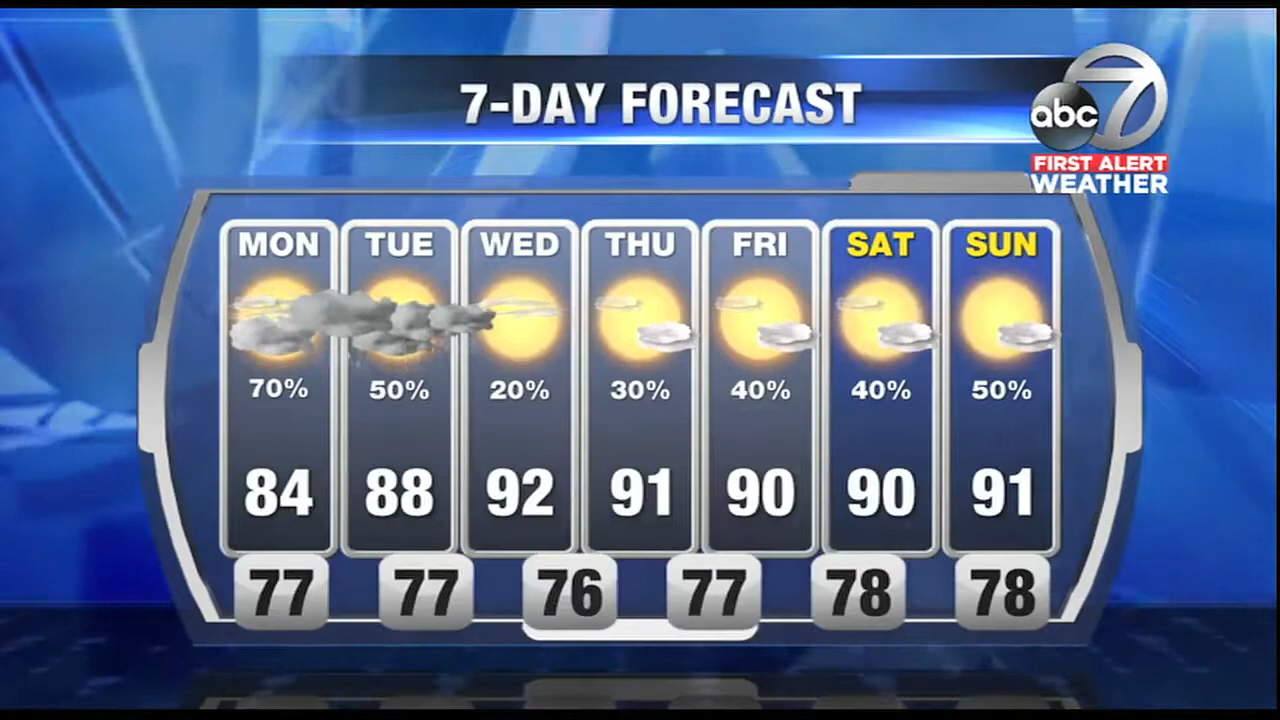 7-DAY FORECAST
abc 7
FIRST ALERT
WEATHER
MON TUE WED THU FRI SAT SUN
70% 50% 20% 30% 40% 40% 50%
84 88 92 91 90 90 91
77 77 76 77 78 78